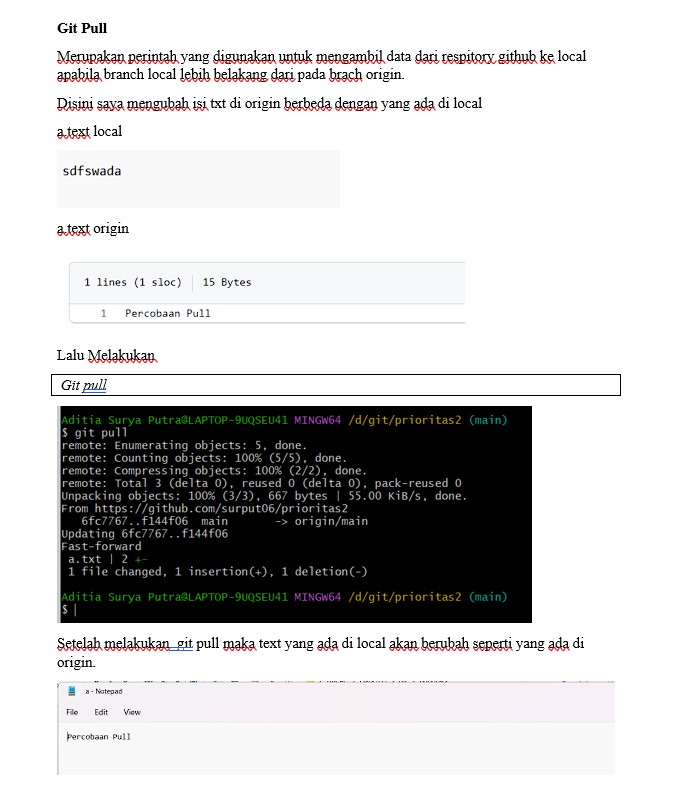 Git Pull
Merupakan perintah yang digunakan untuk mengambil data dari respitory github ke local
apabila branch local lebih belakang dari pada brach origin.
Disini saya mengubah isi txt di origin berbeda dengan yang ada di local
a.text local
sdfswada
a.text origin
1 lines (1 sloc) 15 Bytes
1 Percobaan Pull
Lalu Melakukan
Git pull
Aditia Surya Putra@LAPTOP-9UQSEU41 MINGW64 /d/git/prioritas2 (main)
$ git pull
remote: Enumerating objects: 5, done.
remote: Counting objects: 100% (5/5), done.
remote: Compressing objects: 100% (2/2), done.
remote: Total 3 (delta 0), reused 0 (delta 0), pack-reused 0
Unpacking objects: 100% (3/3), 667 bytes | 55.00 KiB/s, done.
From https://github.com/surput06/prioritas2
6fc7767..f144f06 main -> origin/main
Updating 6fc7767..f144f06
Fast-forward
a.txt | 2 +-
1 file changed, 1 insertion(+), 1 deletion(-)
Aditia Surya Putra@LAPTOP-9UQSEU41 MINGW64 /d/git/prioritas2 (main)
$
Setelah melakukan git pull maka text yang ada di local akan berubah seperti yang ada di
origin.
a - Notepad
File Edit View
Percobaan Pull